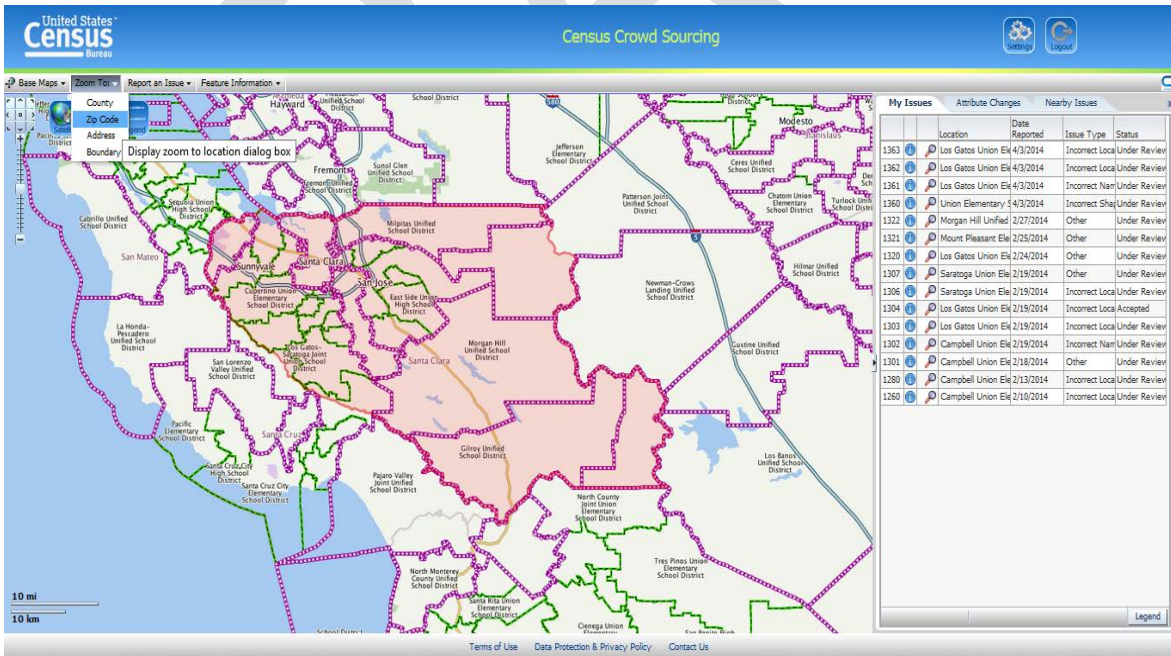 United States™
Census
Bureau
Census Crowd Sourcing
Settings
Logout
Base Maps
Zoom To:
Report an Issue
Feature Information
County
Zip Code
Address
Boundary
Display zoom to location dialog box
Hayward
Unified School
District
School District
Modesto
Jefferson
Elementary
School District
Ceres Unified
School District
Fremont
Sunol Glen
Unified School
District
Sequoia Union
High School
District
Patterson Joint
Unified School
District
Chatom Union
Elementary
School District
Cabrillo Unified
School District
Milpitas Unified
School District
San Mateo
Sunnyvale
Santa Clara
San Jose
Hilmar Unified
School District
Cupertino Union
Elementary
School District
East Side Union
High School
District
Newman-Crows
Landing Unified
School District
La Honda-
Pescadero
Unified School
District
Los Gatos-
Saratoga Joint
Union School
District
Morgan Hill
Unified School
District
Santa Clara
Gustine Unified
School District
San Lorenzo
Valley Unified
School District
Pacific
Elementary
School District
Santa Cruz
Gilroy Unified
School District
Los Banos
Unified School
District
Santa Cruz City
High School
District
Santa Cruz City
Elementary
School District
Pajaro Valley
Joint Unified
School District
North County
Joint Union
Elementary
School District
Tres Pinos Union
Elementary
School District
North Monterey
County Unified
School District
Santa Rita Union
Elementary
School District
Cienega Union
10 mi
10 km
My Issues
Attribute Changes
Nearby Issues
Location Date Reported Issue Type Status
1363 Los Gatos Union Ele 4/3/2014 Incorrect Loca Under Review
1362 Los Gatos Union Ele 4/3/2014 Incorrect Loca Under Review
1361 Los Gatos Union Ele 4/3/2014 Incorrect Nam Under Review
1360 Union Elementary S 4/3/2014 Incorrect Shap Under Review
1322 Morgan Hill Unified 2/27/2014 Other Under Review
1321 Mount Pleasant Ele 2/25/2014 Other Under Review
1320 Los Gatos Union Ele 2/24/2014 Other Under Review
1307 Saratoga Union Ele 2/19/2014 Other Under Review
1306 Saratoga Union Ele 2/19/2014 Incorrect Loca Under Review
1304 Los Gatos Union Ele 2/19/2014 Incorrect Loca Accepted
1303 Los Gatos Union Ele 2/19/2014 Incorrect Loca Under Review
1302 Campbell Union Ele 2/19/2014 Incorrect Nam Under Review
1301 Campbell Union Ele 2/18/2014 Other Under Review
1280 Campbell Union Ele 2/13/2014 Incorrect Loca Under Review
1260 Campbell Union Ele 2/10/2014 Incorrect Loca Under Review
Legend
Terms of Use Data Protection & Privacy Policy Contact Us